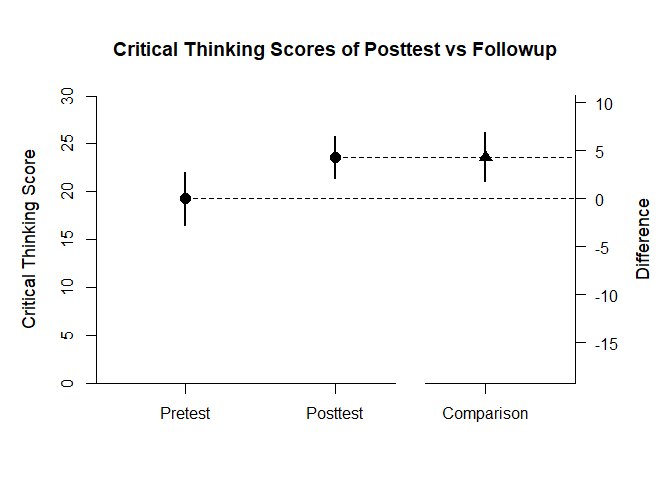 Critical Thinking Scores of Posttest vs Followup
Critical Thinking Score
30
25
20
15
10
5
0
10
5
0
-5
-10
-15
Difference
Pretest
Posttest
Comparison